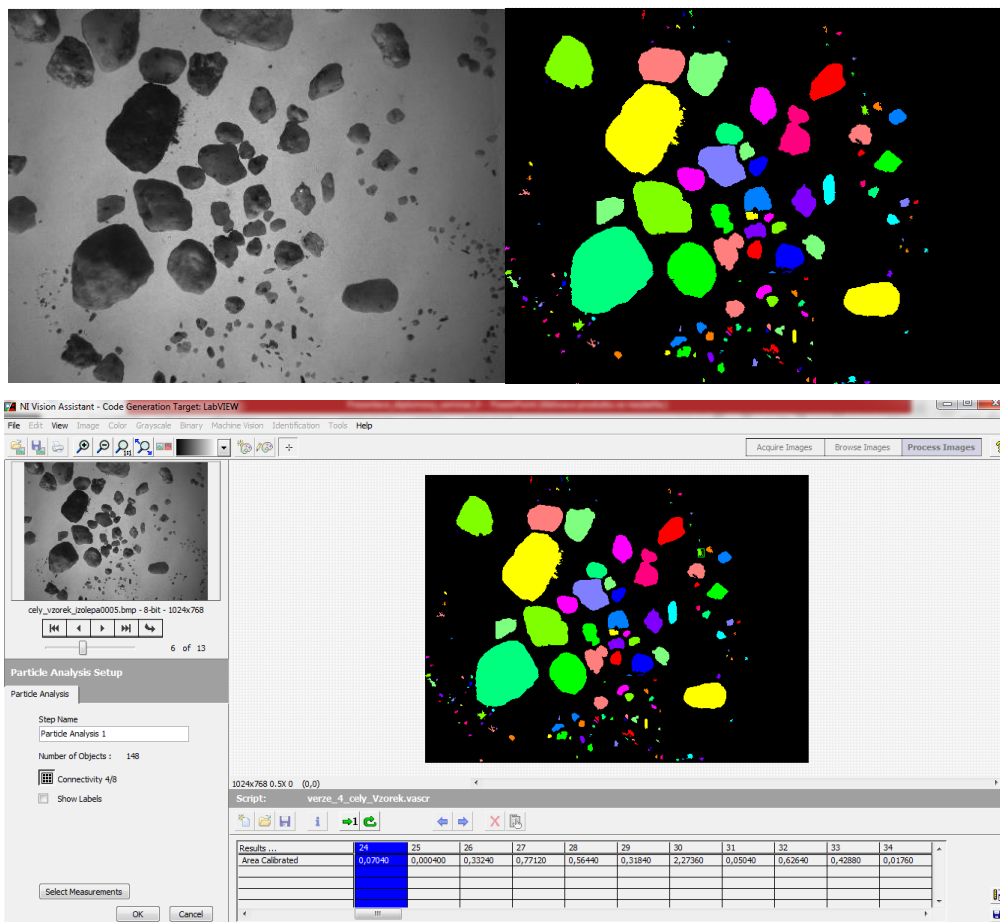 NI Vision Assistant - Code Generation Target: LabVIEW
File Edit View Image Color Grayscale Binary Machine Vision Identification Tools Help
Acquire Images Browse Images Process Images
cely_vzorek_izolepa0005.bmp - 8-bit - 1024x768
6 of 13
Particle Analysis Setup
Particle Analysis
Step Name
Particle Analysis 1
Number of Objects : 148
Connectivity 4/8
Show Labels
Select Measurements
OK Cancel
1024x768 0.5X 0 (0,0)
Script: verze_4_cely_Vzorek.vascr
Results ... 24 25 26 27 28 29 30 31 32 33 34
Area Calibrated 0,07040 0,000400 0,33240 0,77120 0,56440 0,31840 2,27360 0,05040 0,62640 0,42880 0,01760